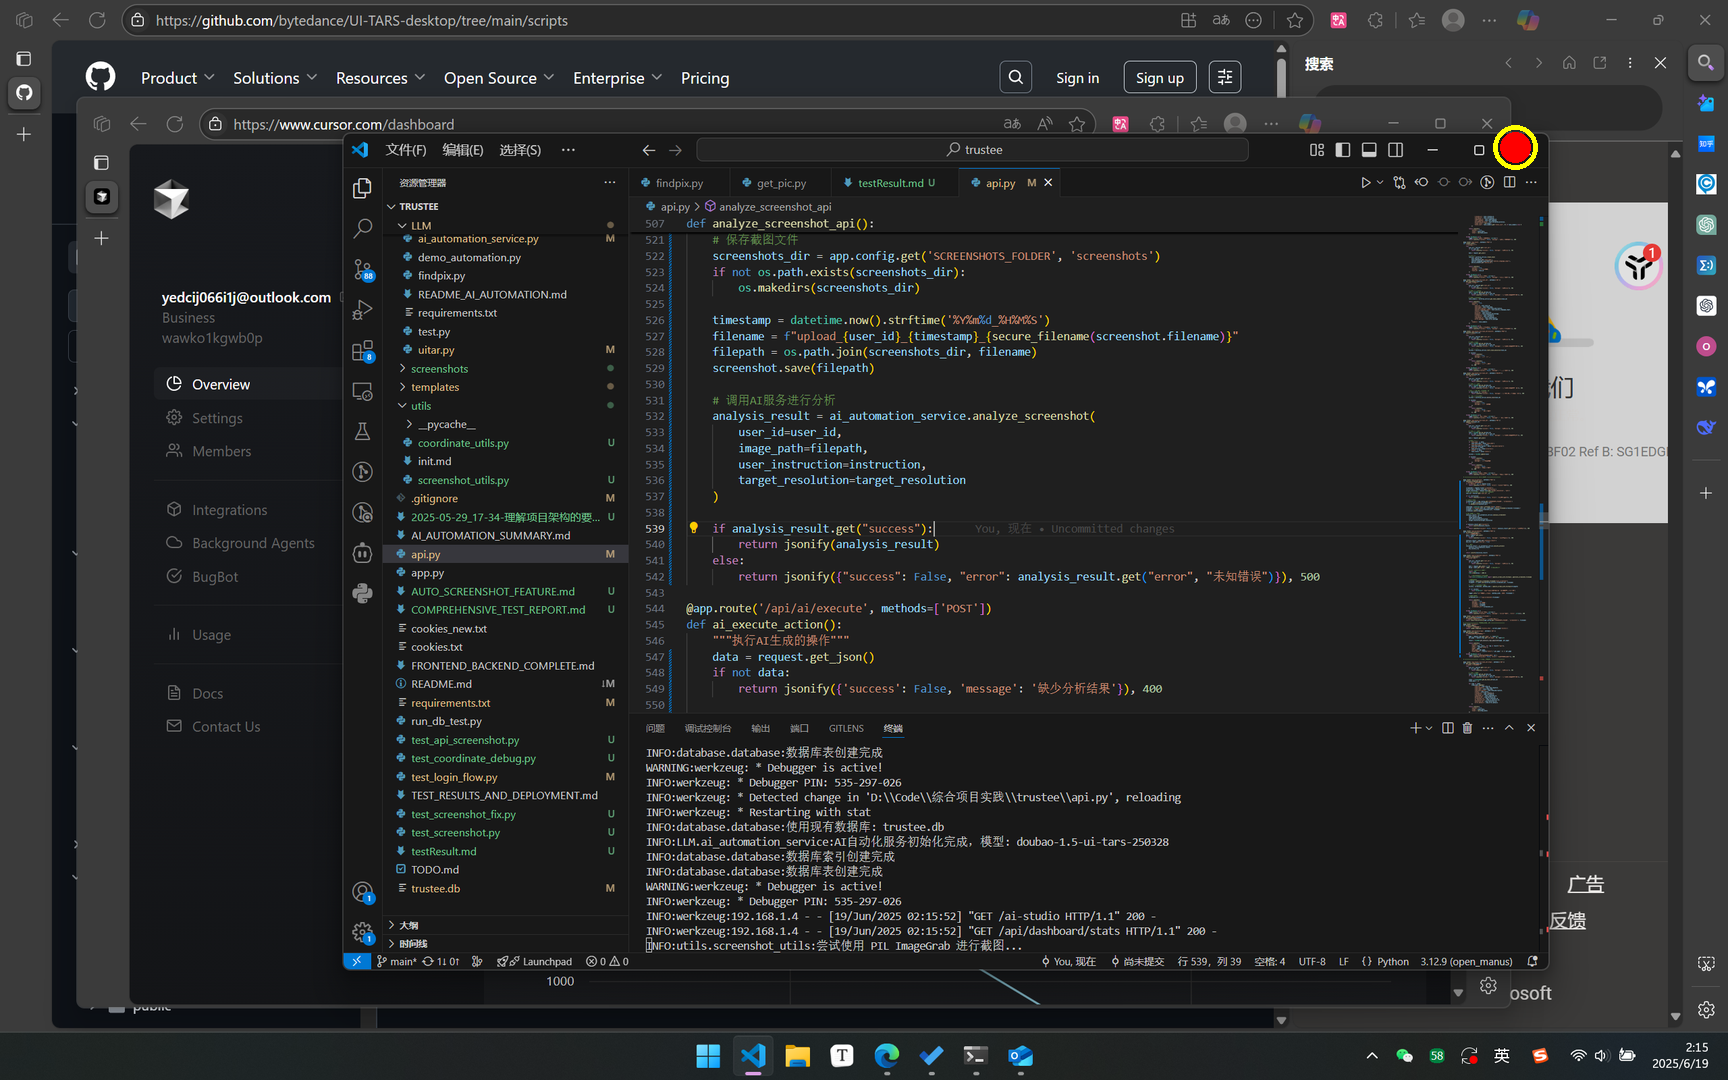 https://github.com/bytedance/UI-TARS-desktop/tree/main/scripts
Product
Solutions
Resources
Open Source
Enterprise
Pricing
Sign in
Sign up
搜索
https://www.cursor.com/dashboard
yedcij066i1j@outlook.com
Business
wawko1kgwb0p
Overview
Settings
Members
Integrations
Background Agents
BugBot
Usage
Docs
Contact Us
文件(F)
编辑(E)
选择(S)
trustee
资源管理器
TRUSTEE
LLM
ai_automation_service.py M
demo_automation.py
findpix.py
README_AI_AUTOMATION.md
requirements.txt
test.py
uitar.py M
screenshots
templates
utils
__pycache__
coordinate_utils.py U
init.md
screenshot_utils.py U
.gitignore M
2025-05-29_17-34-理解项目架构的要... U
AI_AUTOMATION_SUMMARY.md
api.py M
app.py
AUTO_SCREENSHOT_FEATURE.md U
COMPREHENSIVE_TEST_REPORT.md U
cookies_new.txt
cookies.txt
FRONTEND_BACKEND_COMPLETE.md
README.md ↓M
requirements.txt M
run_db_test.py
test_api_screenshot.py U
test_coordinate_debug.py U
test_login_flow.py M
TEST_RESULTS_AND_DEPLOYMENT.md
test_screenshot_fix.py U
test_screenshot.py U
testResult.md U
TODO.md
trustee.db M
大纲
时间线
88
8
1
1
findpix.py
get_pic.py
testResult.md U
api.py M
api.py > analyze_screenshot_api
507 def analyze_screenshot_api():
521 # 保存截图文件
522 screenshots_dir = app.config.get('SCREENSHOTS_FOLDER', 'screenshots')
523 if not os.path.exists(screenshots_dir):
524 os.makedirs(screenshots_dir)
525
526 timestamp = datetime.now().strftime('%Y%m%d_%H%M%S')
527 filename = f"upload_{user_id}_{timestamp}_{secure_filename(screenshot.filename)}"
528 filepath = os.path.join(screenshots_dir, filename)
529 screenshot.save(filepath)
530
531 # 调用AI服务进行分析
532 analysis_result = ai_automation_service.analyze_screenshot(
533 user_id=user_id,
534 image_path=filepath,
535 user_instruction=instruction,
536 target_resolution=target_resolution
537 )
538
539 if analysis_result.get("success"): You, 现在 • Uncommitted changes
540 return jsonify(analysis_result)
541 else:
542 return jsonify({"success": False, "error": analysis_result.get("error", "未知错误")}), 500
543
544 @app.route('/api/ai/execute', methods=['POST'])
545 def ai_execute_action():
546 """执行AI生成的操作"""
547 data = request.get_json()
548 if not data:
549 return jsonify({'success': False, 'message': '缺少分析结果'}), 400
550
问题
调试控制台
输出
端口
GITLENS
终端
INFO:database.database:数据库表创建完成
WARNING:werkzeug: * Debugger is active!
INFO:werkzeug: * Debugger PIN: 535-297-026
INFO:werkzeug: * Detected change in 'D:\\Code\\综合项目实践\\trustee\\api.py', reloading
INFO:werkzeug: * Restarting with stat
INFO:database.database:使用现有数据库: trustee.db
INFO:LLM.ai_automation_service:AI自动化服务初始化完成, 模型: doubao-1.5-ui-tars-250328
INFO:database.database:数据库索引创建完成
INFO:database.database:数据库表创建完成
WARNING:werkzeug: * Debugger is active!
INFO:werkzeug: * Debugger PIN: 535-297-026
INFO:werkzeug:192.168.1.4 - - [19/Jun/2025 02:15:52] "GET /ai-studio HTTP/1.1" 200 -
INFO:werkzeug:192.168.1.4 - - [19/Jun/2025 02:15:52] "GET /api/dashboard/stats HTTP/1.1" 200 -
INFO:utils.screenshot_utils:尝试使用 PIL ImageGrab 进行截图...
main*
1↓ 0↑
Launchpad
0 0
You, 现在
尚未提交
行 539, 列 39
空格: 4
UTF-8
LF
Python
3.12.9 (open_manus)
1
们
3F02 Ref B: SG1EDGE
广告
反馈
osoft
1000
public
58
英
2:15
2025/6/19